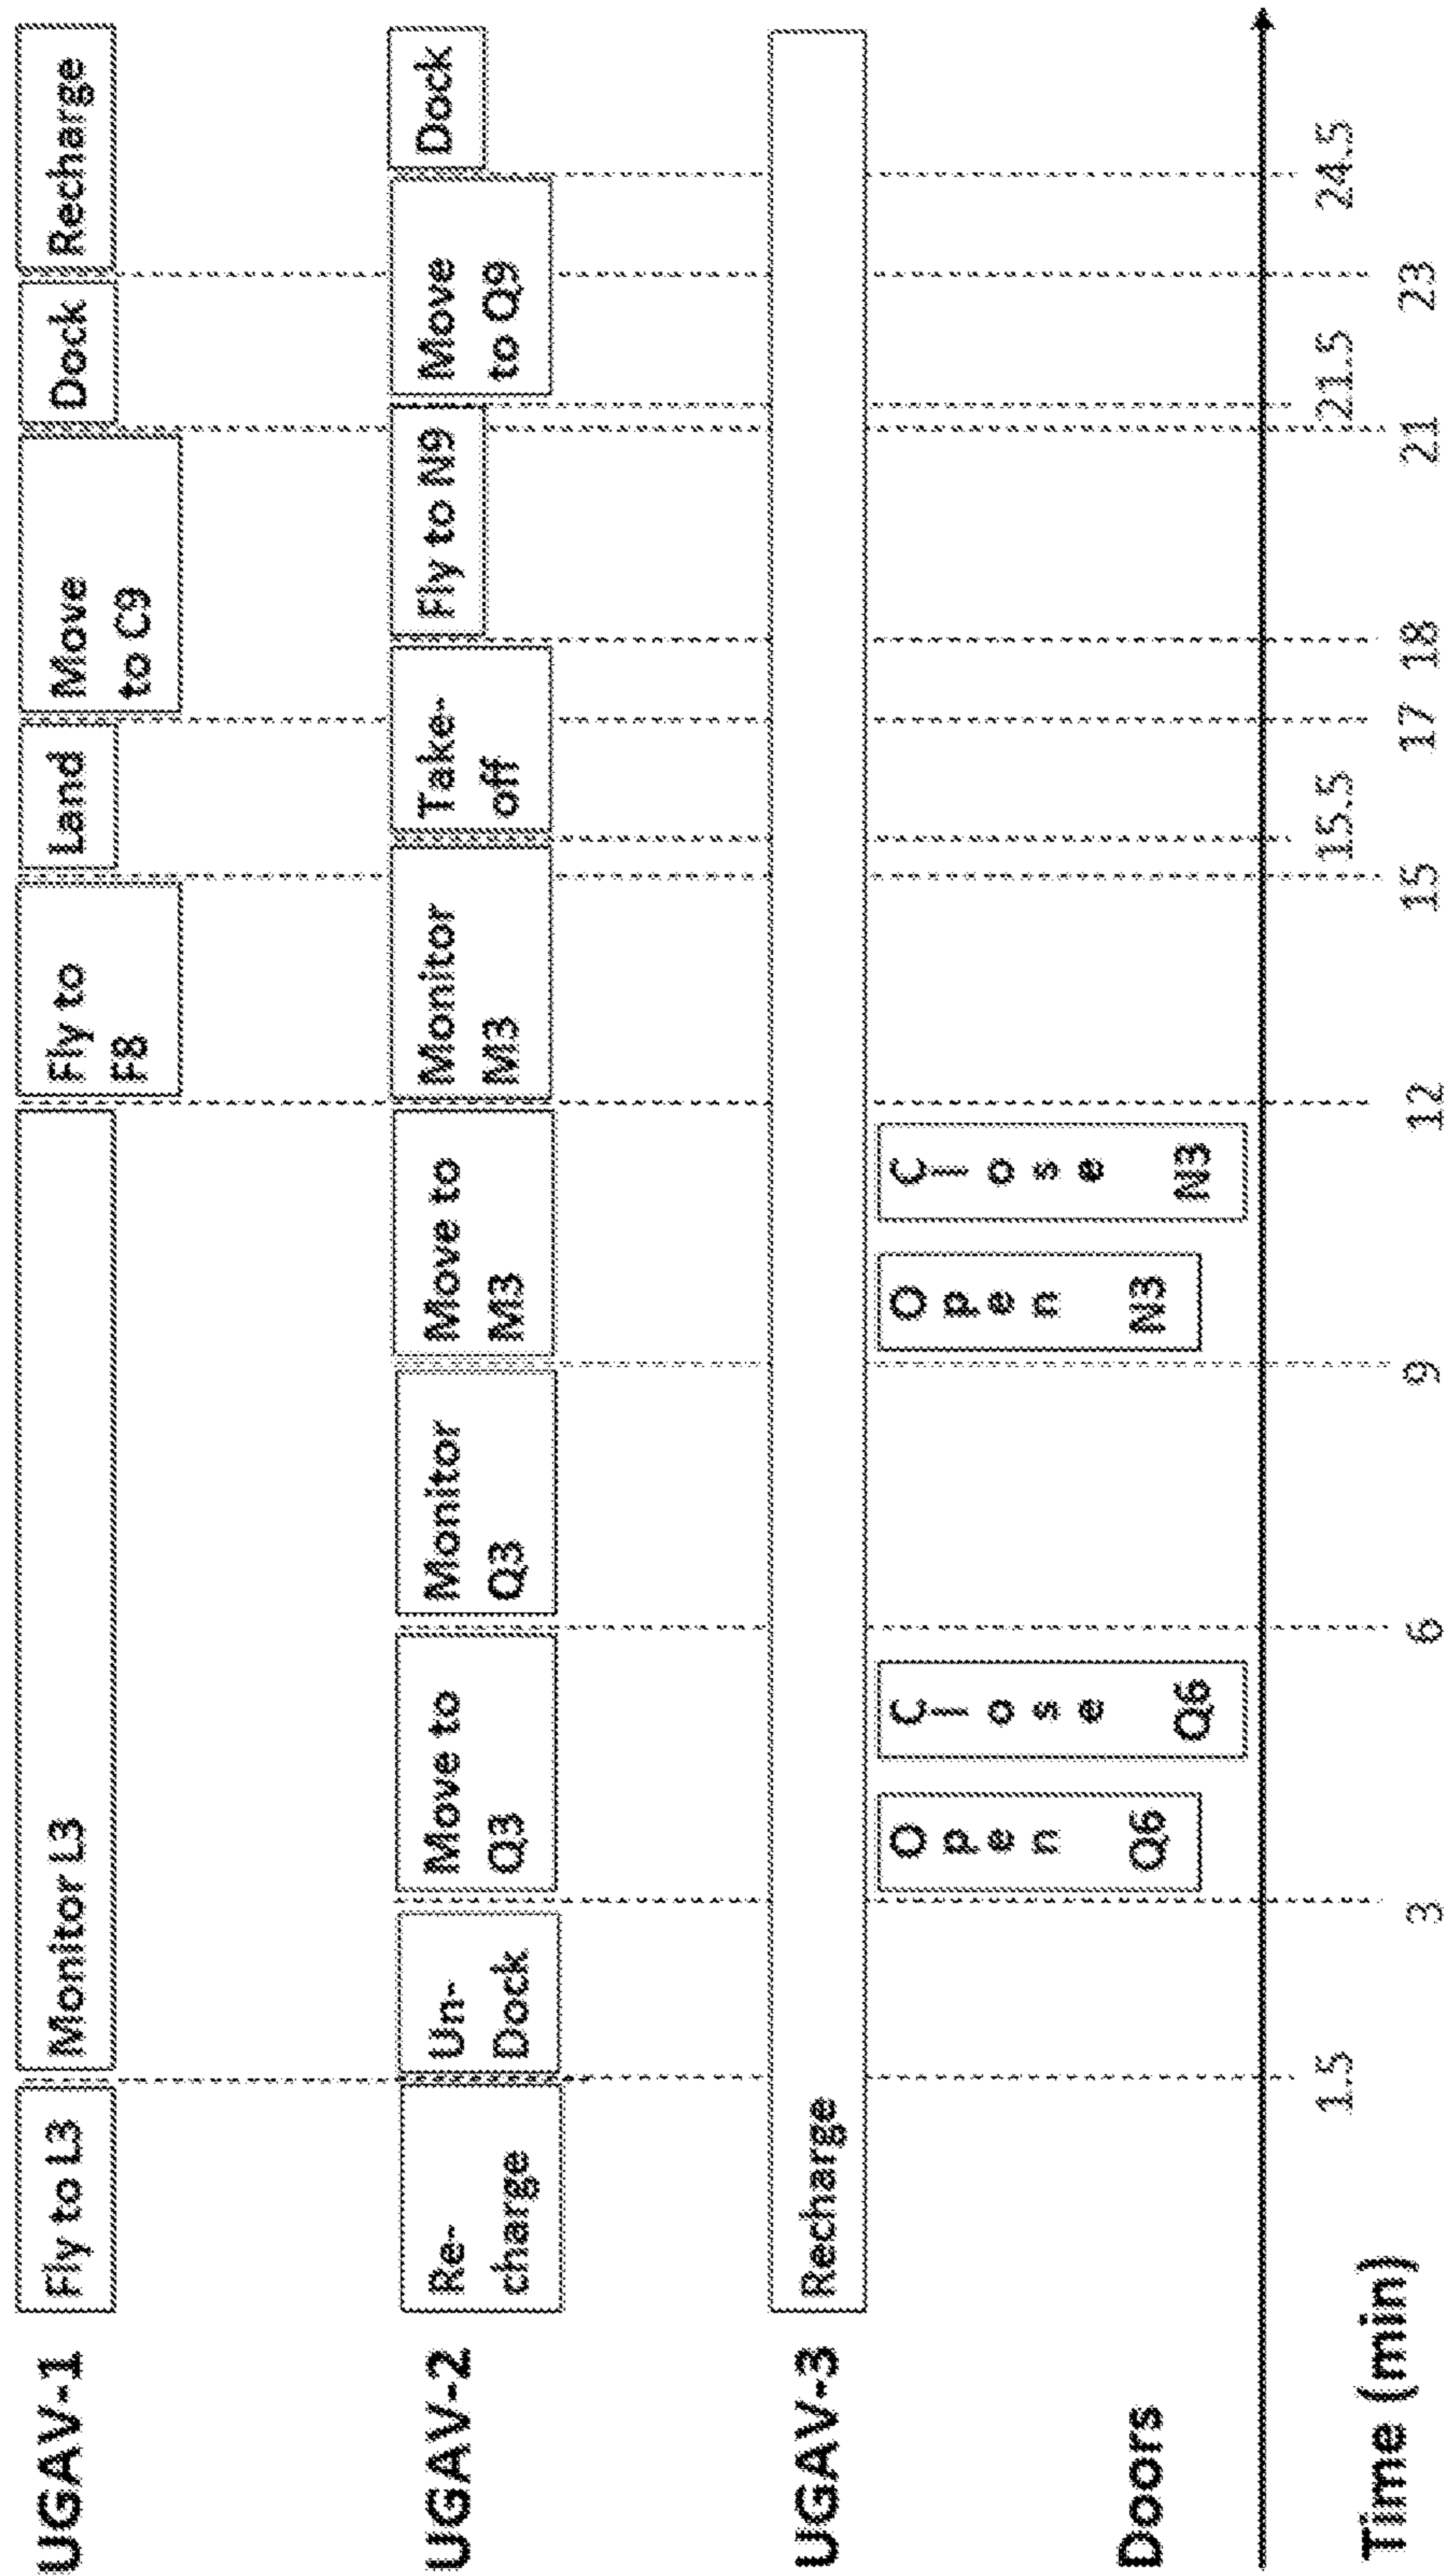 UGAV-1
Fly to L3
Monitor L3
Fly to
F8
Land
Move
to C9
Dock
Recharge
UGAV-2
Re-
charge
Un-
Dock
Move to
Q3
Monitor
Q3
Move to
M3
Monitor
M3
Take-
off
Fly to N9
Move
to Q9
Dock
UGAV-3
Recharge
Doors
Open
Q6
Close
Q6
Open
N3
Close
N3
Time (min)
1.5
3
6
9
12
15
15.5
17
18
21
21.5
23
24.5